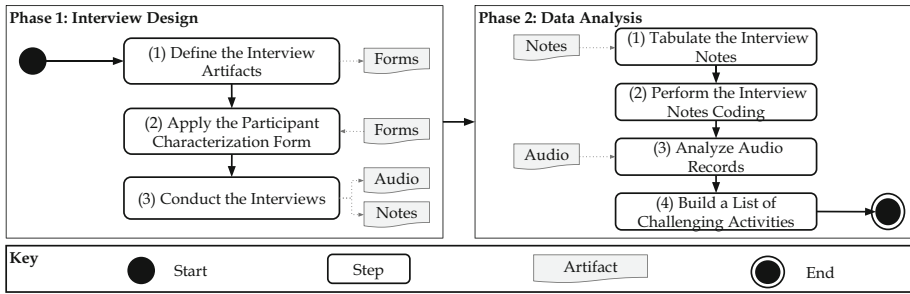 Phase 1: Interview Design
(1) Define the Interview
Artifacts
Forms
(2) Apply the Participant
Characterization Form
Forms
(3) Conduct the Interviews
Audio
Notes
Phase 2: Data Analysis
Notes
(1) Tabulate the Interview
Notes
(2) Perform the Interview
Notes Coding
Audio
(3) Analyze Audio
Records
(4) Build a List of
Challenging Activities
Key
Start
Step
Artifact
End